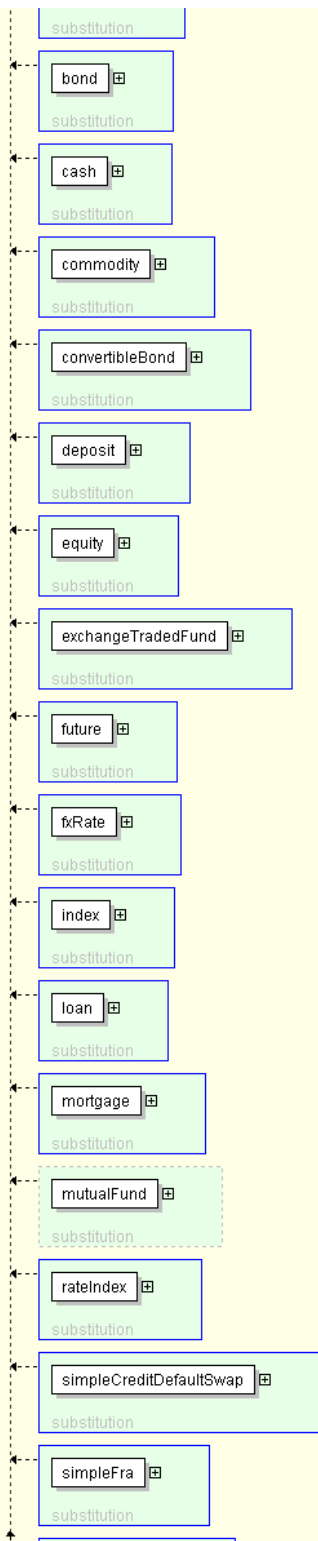 substitution
bond
substitution
cash
substitution
commodity
substitution
convertibleBond
substitution
deposit
substitution
equity
substitution
exchangeTradedFund
substitution
future
substitution
fxRate
substitution
index
substitution
loan
substitution
mortgage
substitution
mutualFund
substitution
rateIndex
substitution
simpleCreditDefaultSwap
substitution
simpleFra
substitution